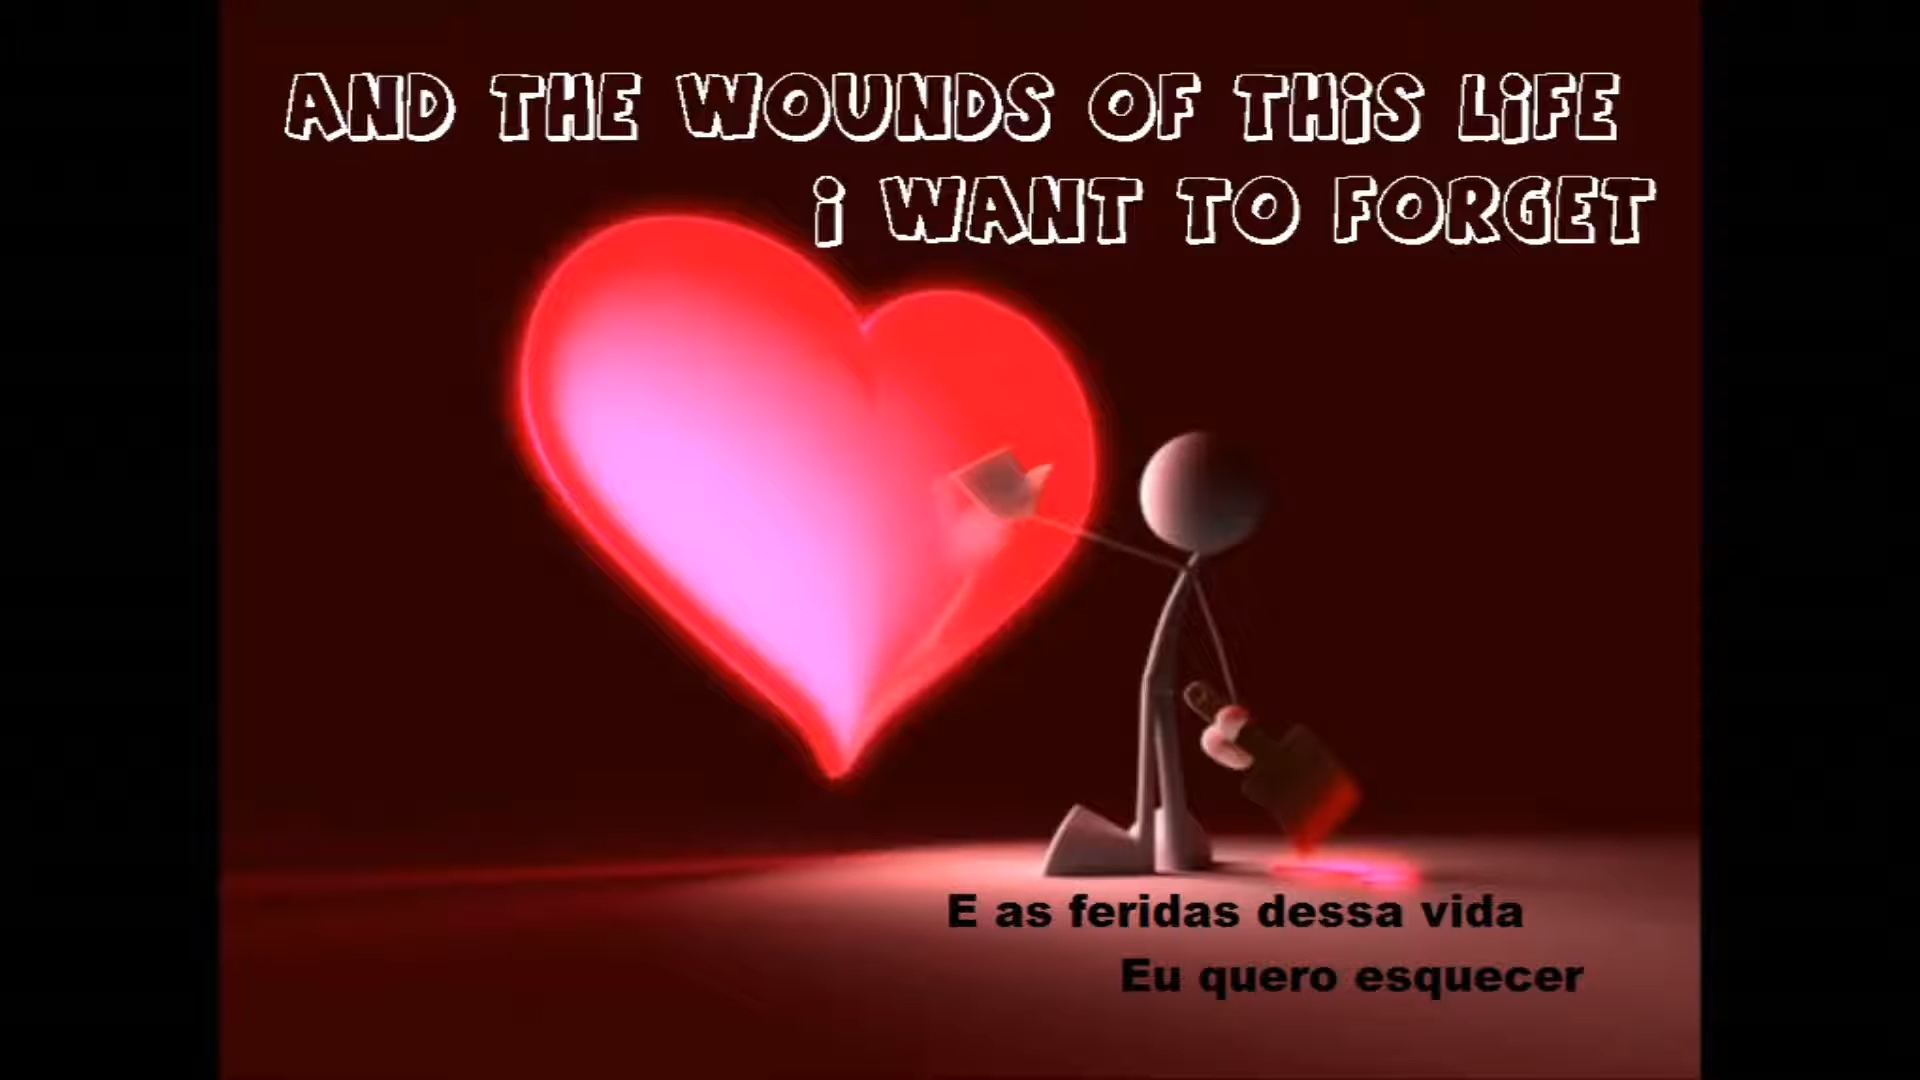 AND THE WOUNDS OF THiS LiFE
i WANT TO FORGET
E as feridas dessa vida
Eu quero esquecer